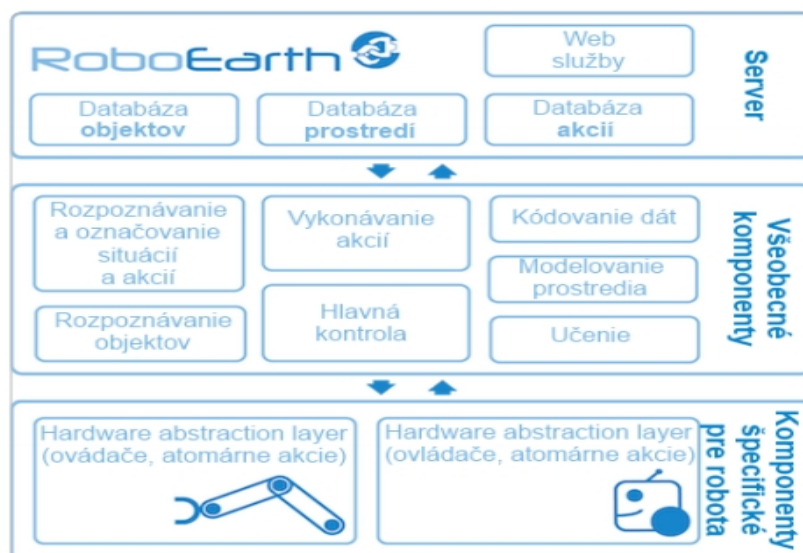 RoboEarth
Web
služby
Databáza
objektov
Databáza
prostredí
Databáza
akcií
Server
Rozpoznávanie
a označovanie
situácií
a akcií
Vykonávanie
akcií
Kódovanie dát
Modelovanie
prostredia
Rozpoznávanie
objektov
Hlavná
kontrola
Učenie
Všeobecné
komponenty
Hardware abstraction layer
(ovádače, atomárne akcie)
Hardware abstraction layer
(ovládače, atomárne akcie)
Komponenty
špecifické
pre robota